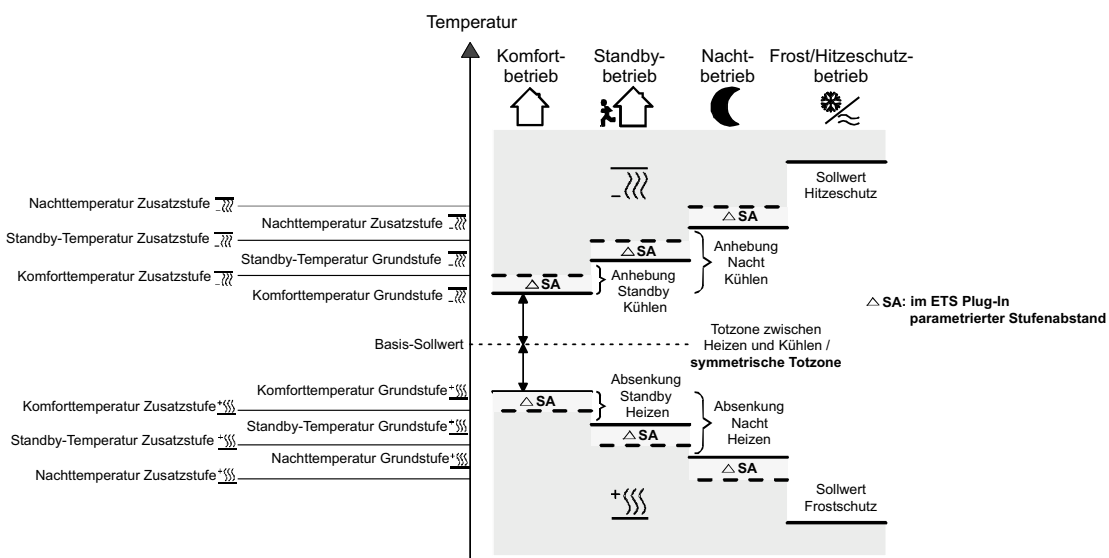 Temperatur
Komfort-
betrieb
Standby-
betrieb
Nacht-
betrieb
Frost/Hitzeschutz-
betrieb
Sollwert
Hitzeschutz
Nachttemperatur Zusatzstufe
Nachttemperatur Zusatzstufe
△ SA
Standby-Temperatur Zusatzstufe
Standby-Temperatur Grundstufe
△ SA
Anhebung
Nacht
Kühlen
Komforttemperatur Zusatzstufe
Komforttemperatur Grundstufe
△ SA
Anhebung
Standby
Kühlen
△ SA: im ETS Plug-In
parametrierter Stufenabstand
Basis-Sollwert
Totzone zwischen
Heizen und Kühlen /
symmetrische Totzone
Komforttemperatur Grundstufe
Komforttemperatur Zusatzstufe
△ SA
Absenkung
Standby
Heizen
Standby-Temperatur Grundstufe
Standby-Temperatur Zusatzstufe
△ SA
Absenkung
Nacht
Heizen
Nachttemperatur Grundstufe
Nachttemperatur Zusatzstufe
△ SA
Sollwert
Frostschutz